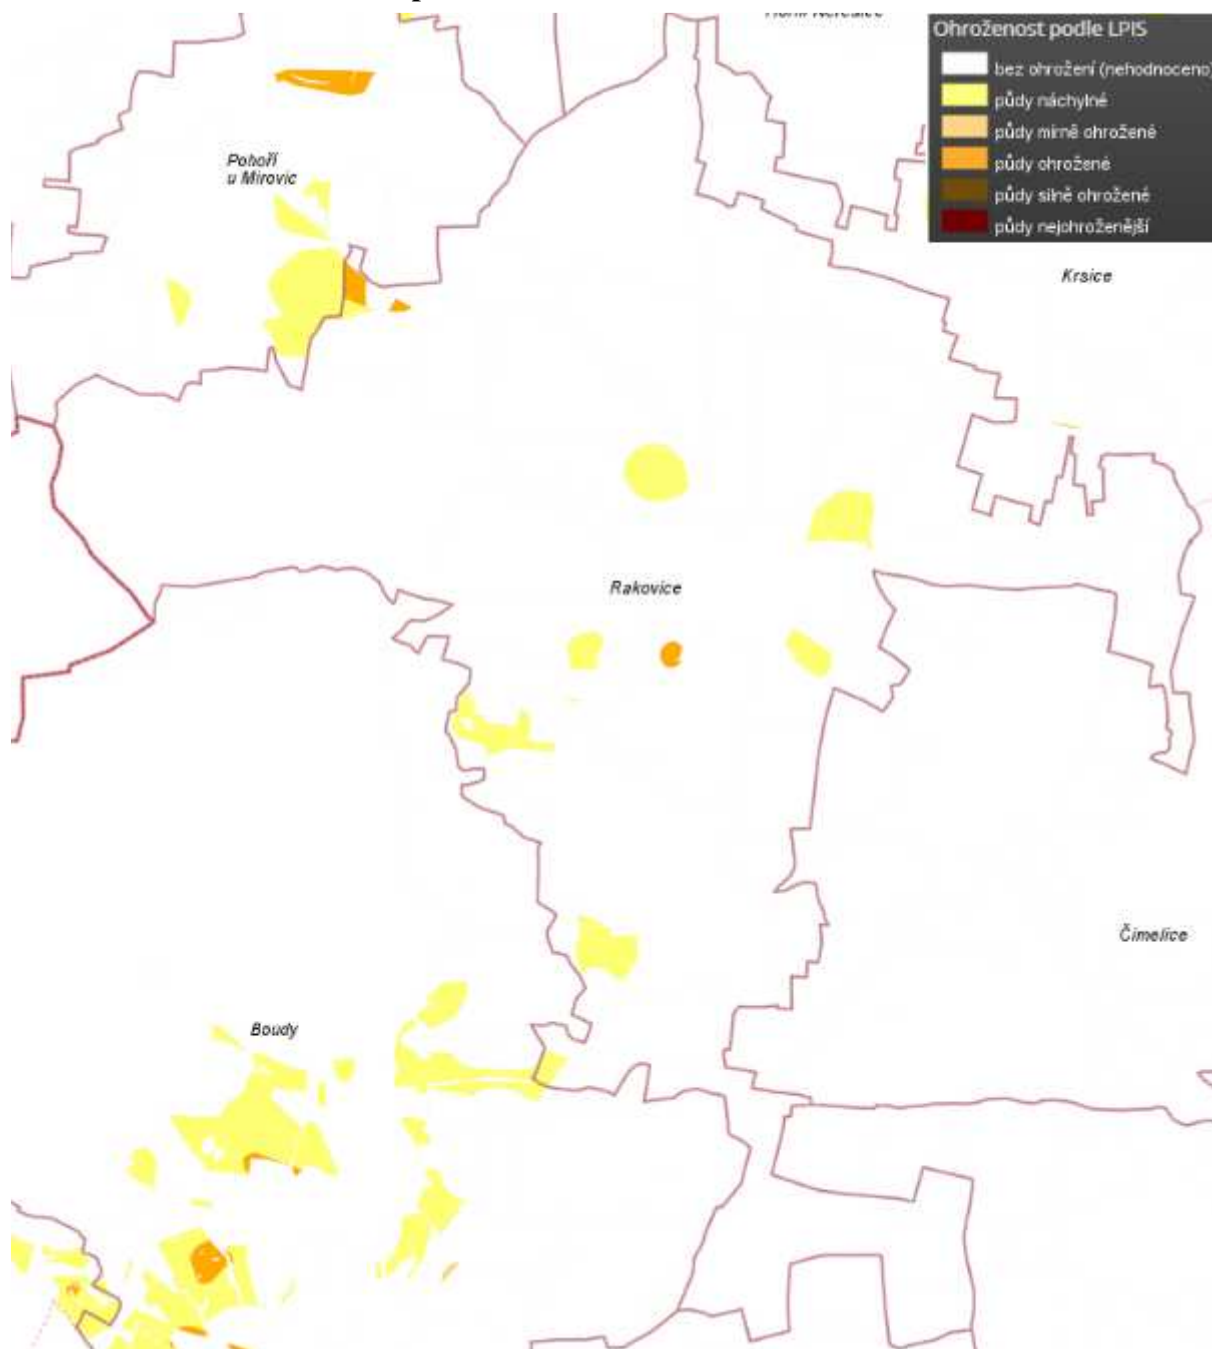 Ohroženost podle LPIS
bez ohrožení (nehodnoceno)
půdy náchylné
půdy mírně ohrožené
půdy ohrožené
půdy silně ohrožené
půdy nejohroženější
Pohoří
u Mirovic
Krsice
Rakovice
Čimelice
Boudy